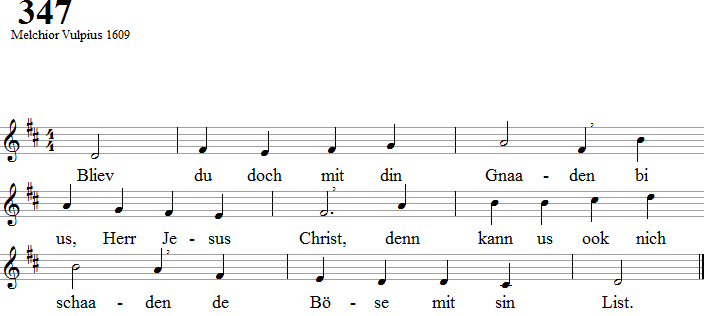 347
Melchior Vulpius 1609
Bliev du doch mit din Gnaa - den bi
us, Herr Je - sus Christ, denn kann us ook nich
schaa - den de Bö - se mit sin List.